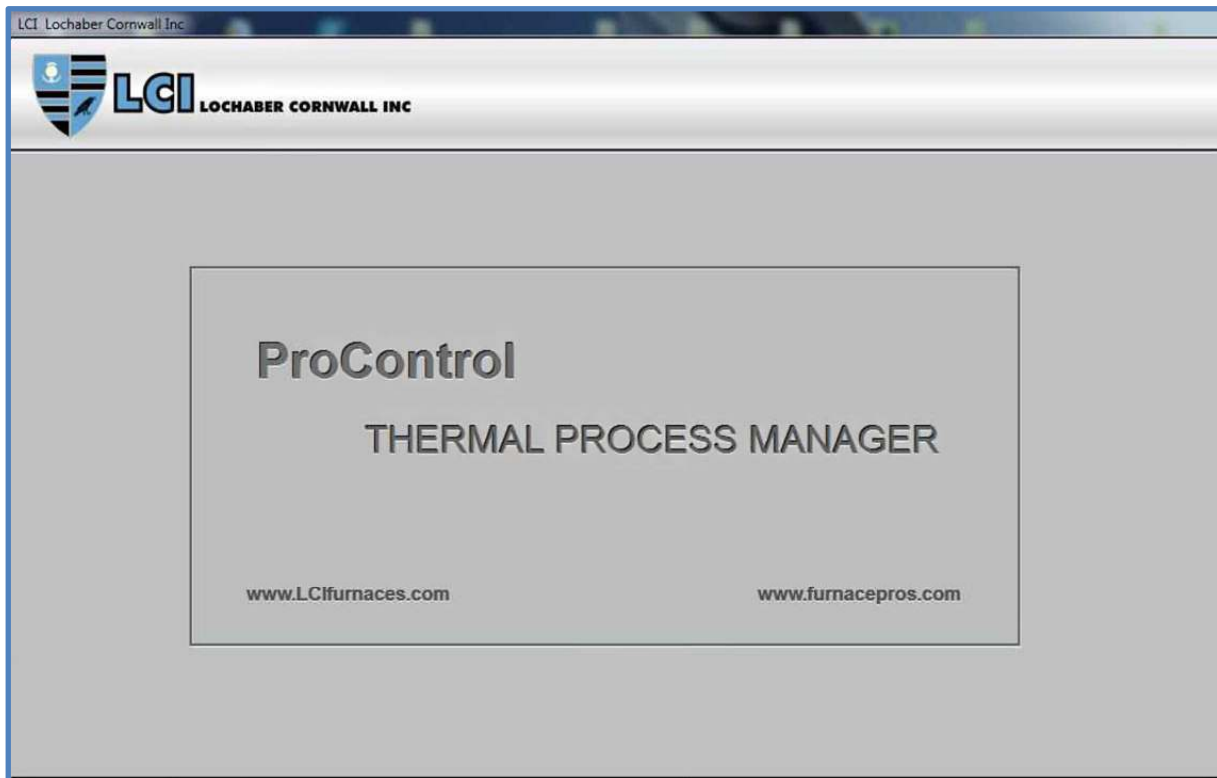 LCI Lochaber Cornwall Inc
LCI LOCHABER CORNWALL INC
ProControl
THERMAL PROCESS MANAGER
www.LCIfurnaces.com www.furnacepros.com